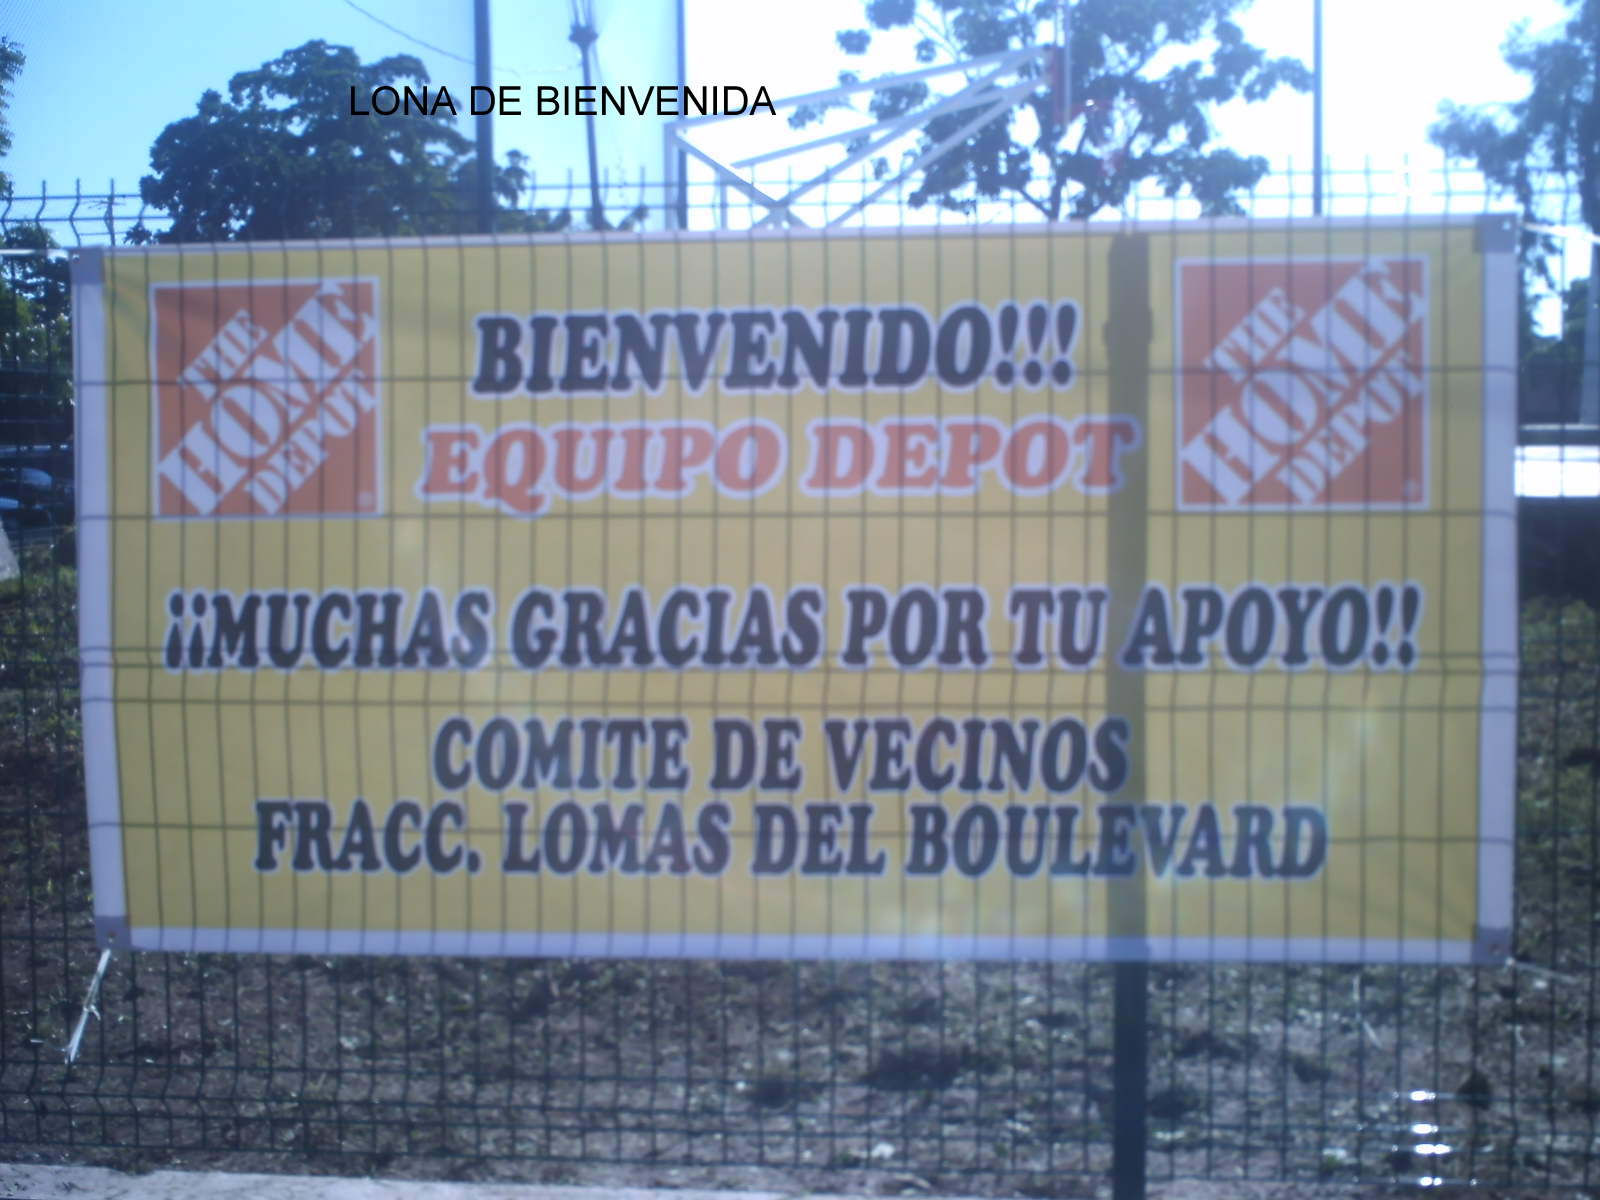 LONA DE BIENVENIDA
THE
HOME
DEPOT
BIENVENIDO!!!
EQUIPO DEPOT
THE
HOME
DEPOT
¡¡MUCHAS GRACIAS POR TU APOYO!!
COMITE DE VECINOS
FRACC. LOMAS DEL BOULEVARD